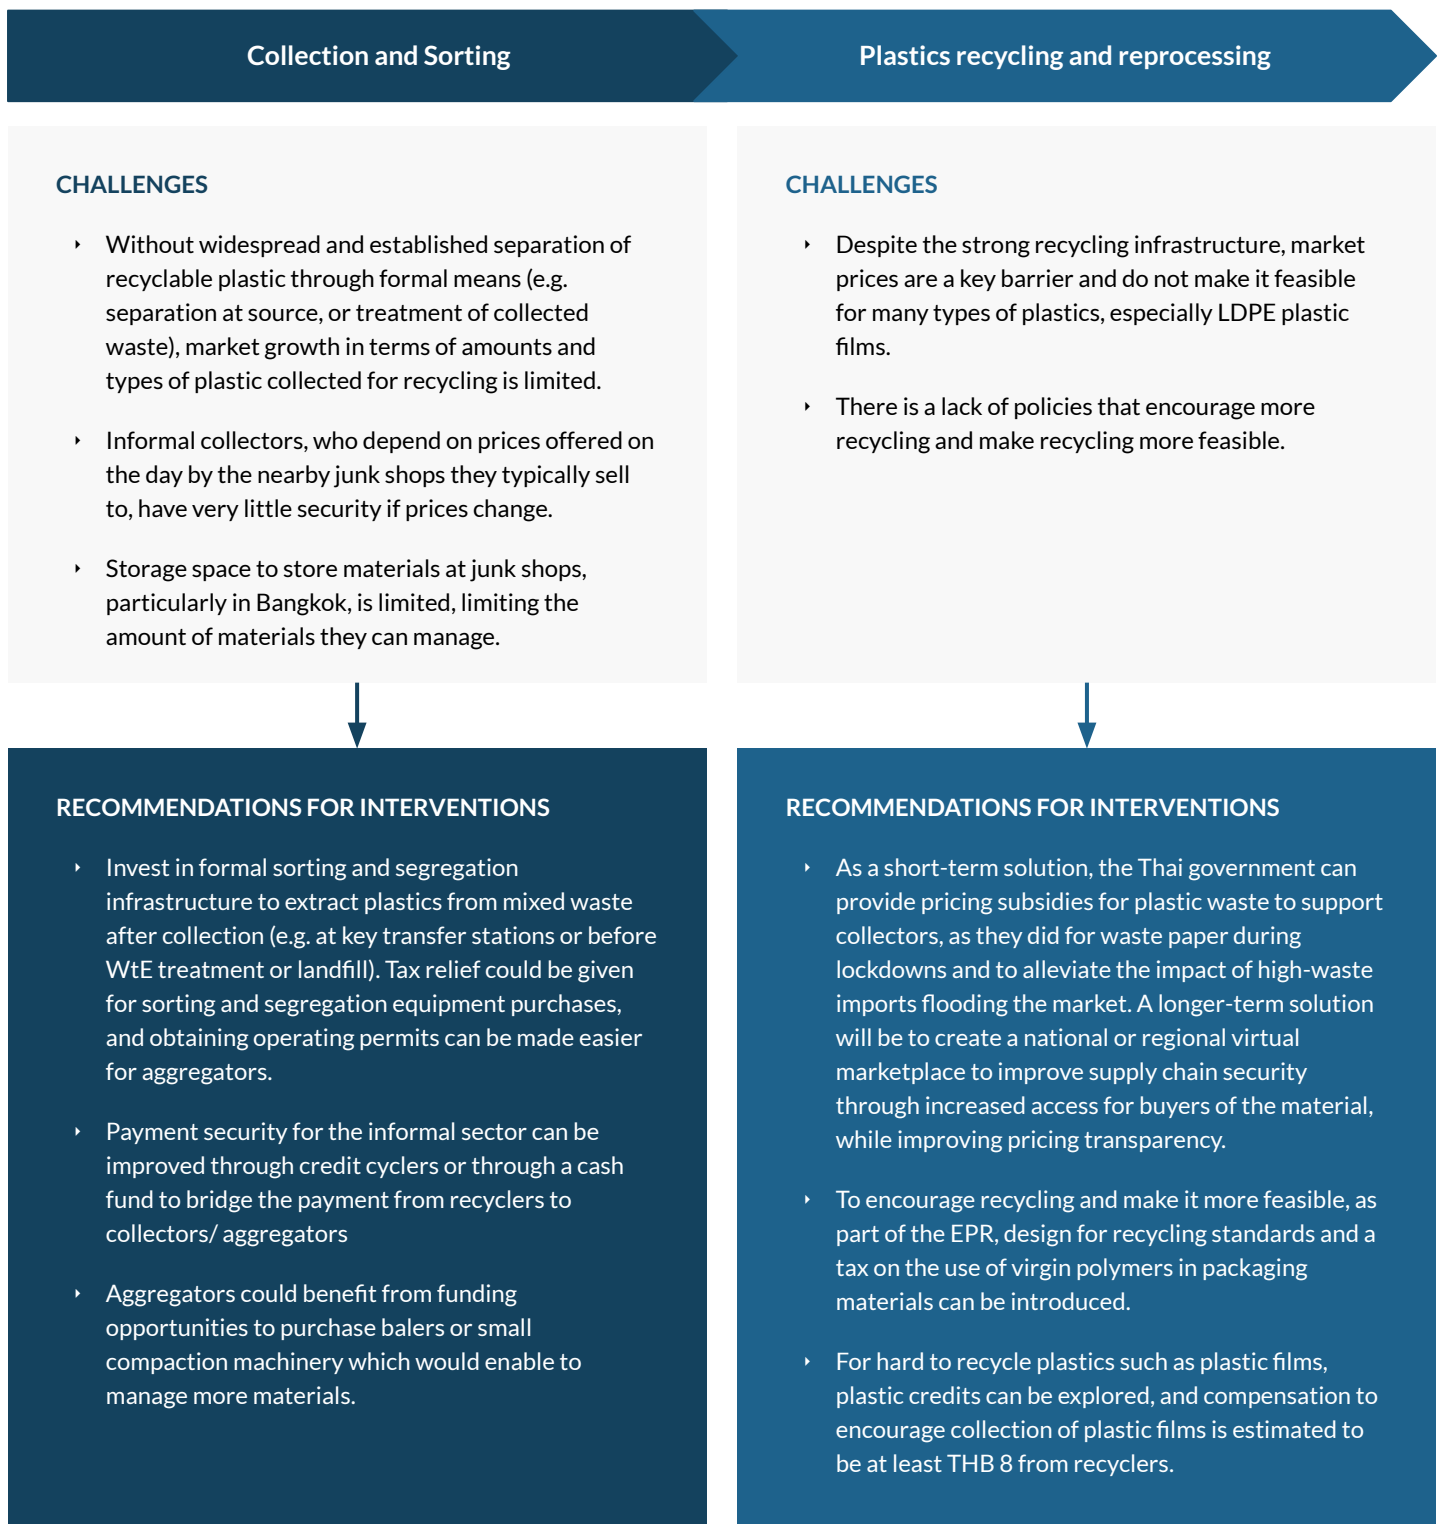 Collection and Sorting
Plastics recycling and reprocessing
CHALLENGES
‣ Without widespread and established separation of
recyclable plastic through formal means (e.g.
separation at source, or treatment of collected
waste), market growth in terms of amounts and
types of plastic collected for recycling is limited.
‣ Informal collectors, who depend on prices offered on
the day by the nearby junk shops they typically sell
to, have very little security if prices change.
‣ Storage space to store materials at junk shops,
particularly in Bangkok, is limited, limiting the
amount of materials they can manage.
CHALLENGES
‣ Despite the strong recycling infrastructure, market
prices are a key barrier and do not make it feasible
for many types of plastics, especially LDPE plastic
films.
‣ There is a lack of policies that encourage more
recycling and make recycling more feasible.
RECOMMENDATIONS FOR INTERVENTIONS
‣ Invest in formal sorting and segregation
infrastructure to extract plastics from mixed waste
after collection (e.g. at key transfer stations or before
WtE treatment or landfill). Tax relief could be given
for sorting and segregation equipment purchases,
and obtaining operating permits can be made easier
for aggregators.
‣ Payment security for the informal sector can be
improved through credit cyclers or through a cash
fund to bridge the payment from recyclers to
collectors/ aggregators
‣ Aggregators could benefit from funding
opportunities to purchase balers or small
compaction machinery which would enable to
manage more materials.
RECOMMENDATIONS FOR INTERVENTIONS
‣ As a short-term solution, the Thai government can
provide pricing subsidies for plastic waste to support
collectors, as they did for waste paper during
lockdowns and to alleviate the impact of high-waste
imports flooding the market. A longer-term solution
will be to create a national or regional virtual
marketplace to improve supply chain security
through increased access for buyers of the material,
while improving pricing transparency.
‣ To encourage recycling and make it more feasible, as
part of the EPR, design for recycling standards and a
tax on the use of virgin polymers in packaging
materials can be introduced.
‣ For hard to recycle plastics such as plastic films,
plastic credits can be explored, and compensation to
encourage collection of plastic films is estimated to
be at least THB 8 from recyclers.